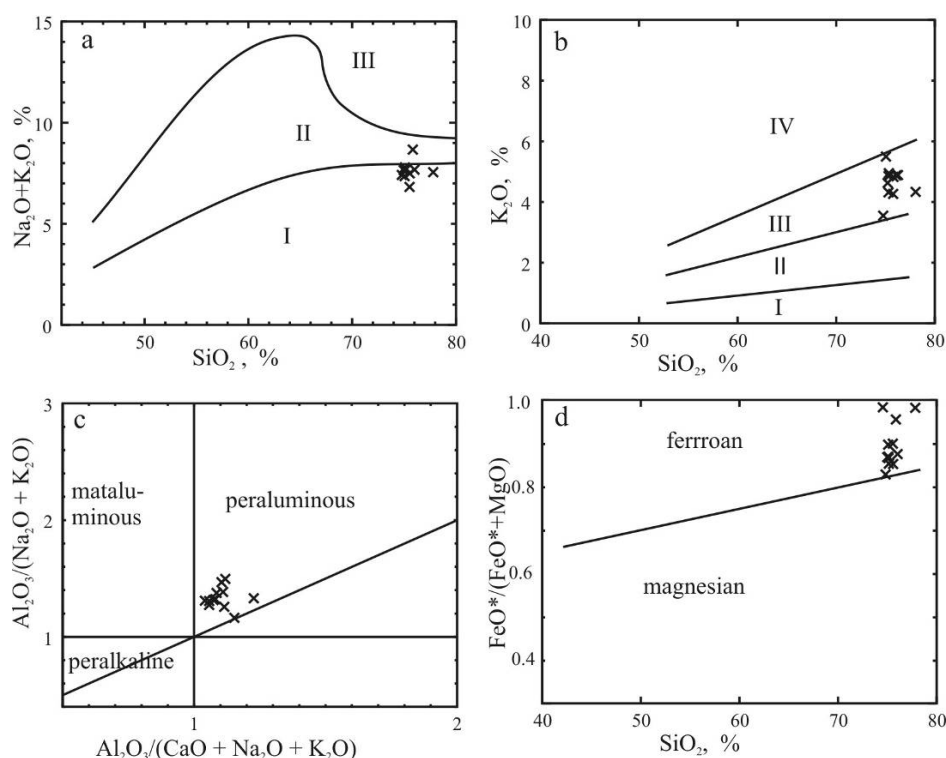 a
15
10
5
0
Na₂O+K₂O, %
III
II
I
50
60
70
80
SiO₂ , %
b
8
6
4
2
0
K₂O, %
IV
III
II
I
40
50
60
70
80
SiO₂, %
c
3
2
1
Al₂O₃/(Na₂O + K₂O)
matalu-
minous
peraluminous
peralkaline
1
2
Al₂O₃/(CaO + Na₂O + K₂O)
d
1.0
0.8
0.6
0.4
FeO*/(FeO*+MgO)
ferrroan
magnesian
40
50
60
70
80
SiO₂, %